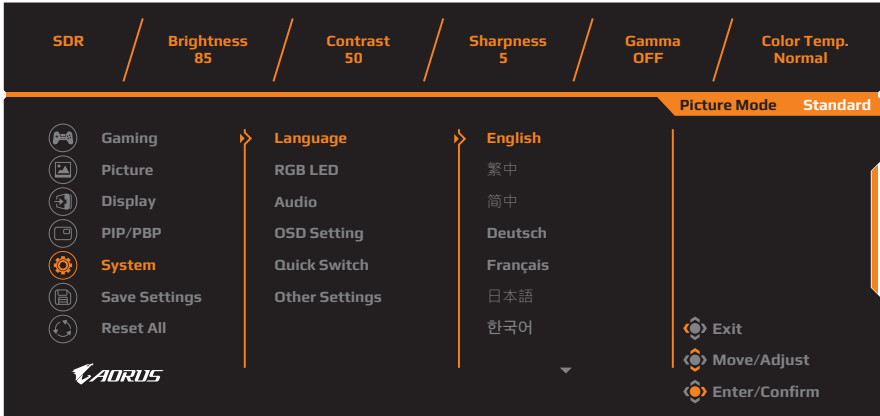 SDR
Brightness
85
Contrast
50
Sharpness
5
Gamma
OFF
Color Temp.
Normal
Picture Mode Standard
Gaming
Picture
Display
PIP/PBP
System
Save Settings
Reset All
Language
RGB LED
Audio
OSD Setting
Quick Switch
Other Settings
English
繁中
简中
Deutsch
Français
日本語
한국어
Exit
Move/Adjust
Enter/Confirm
AORUS